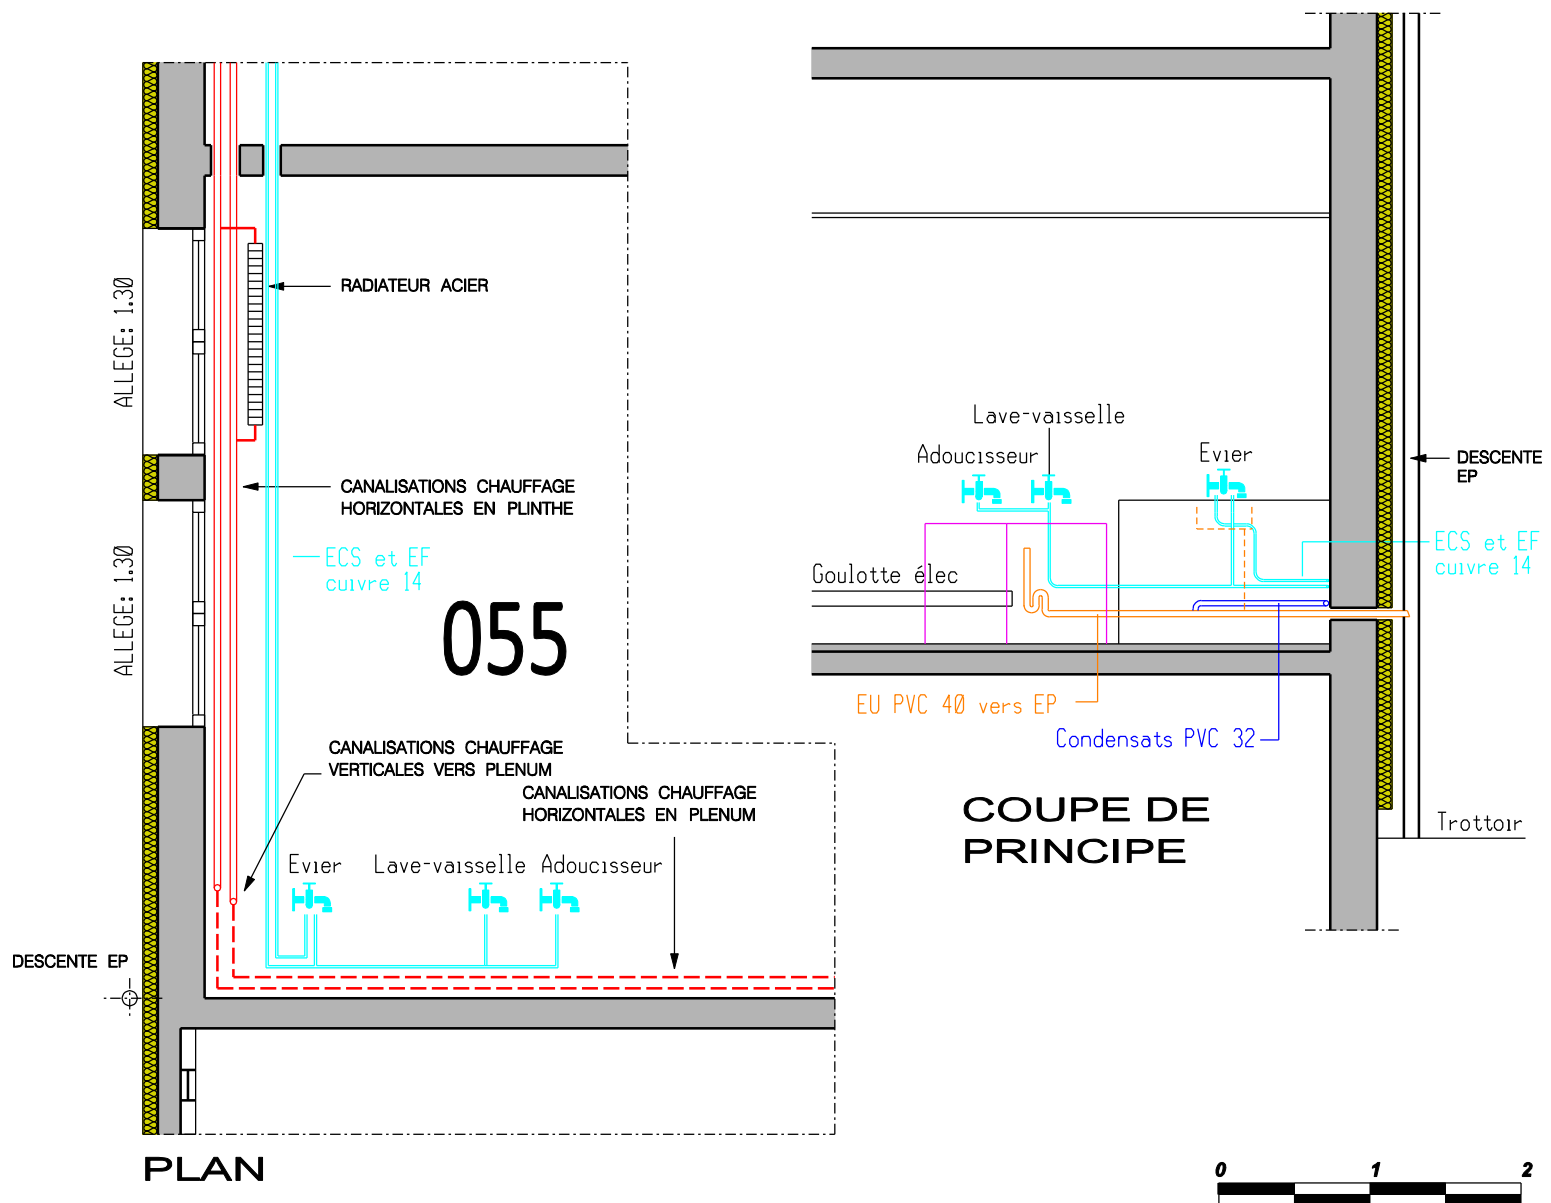 ALLEGE: 1.30
RADIATEUR ACIER
CANALISATIONS CHAUFFAGE
HORIZONTALES EN PLINTHE
ECS et EF
cuivre 14
ALLEGE: 1.30
055
CANALISATIONS CHAUFFAGE
VERTICALES VERS PLENUM
CANALISATIONS CHAUFFAGE
HORIZONTALES EN PLENUM
Evier
Lave-vaisselle
Adoucisseur
DESCENTE EP
PLAN
Lave-vaisselle
Adoucisseur
Evier
DESCENTE
EP
ECS et EF
cuivre 14
Goulotte élec
EU PVC 40 vers EP
Condensats PVC 32
COUPE DE
PRINCIPE
Trottoir
0 1 2